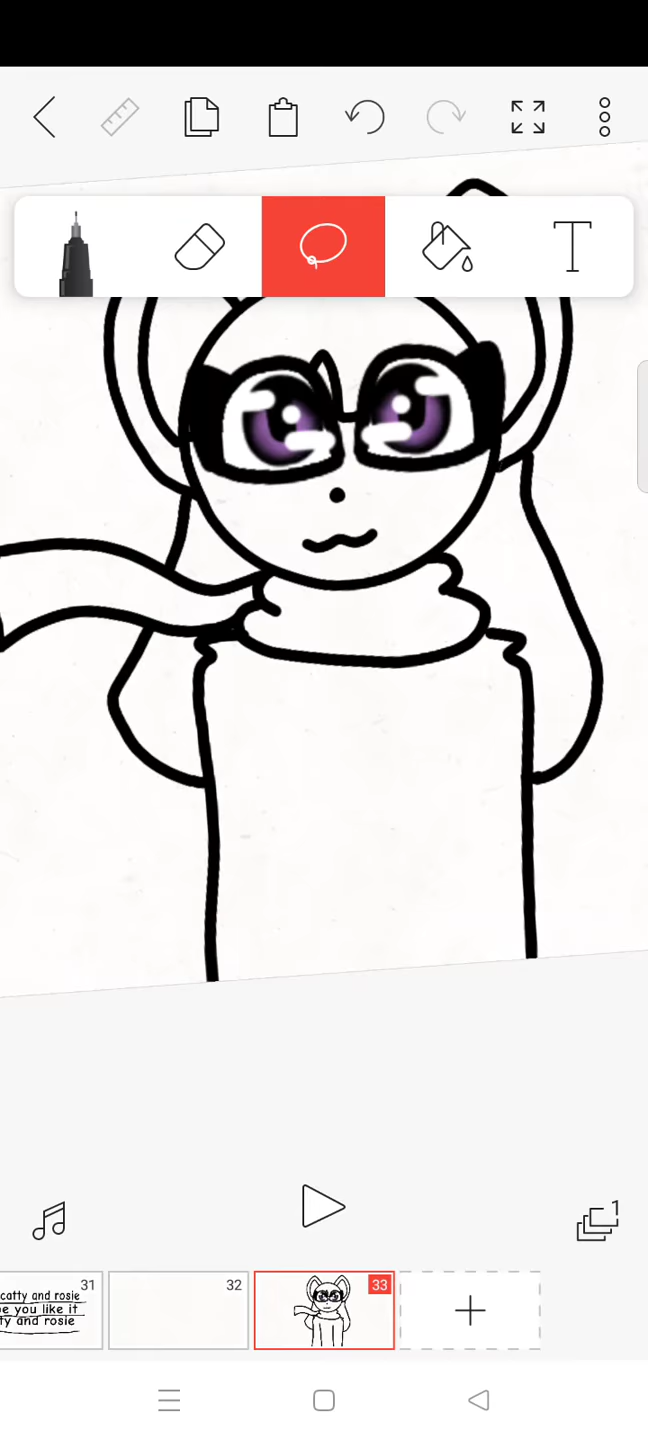 T
1
31
catty and rosie
e you like it
ty and rosie
32
33